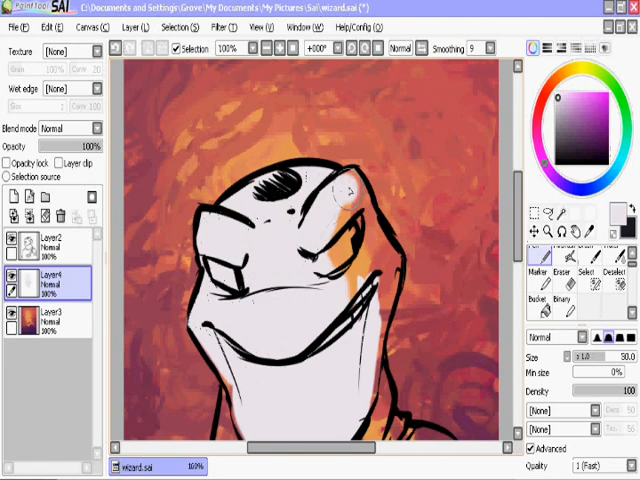 PaintTool SAI C:\Documents and Settings\Grove\My Documents\My Pictures\Sai\wizard.sai (*)
File (F) Edit (E) Canvas (C) Layer (L) Selection (S) Filter (T) View (V) Window (W) Help/Config (O)
Selection 100% +000° Normal Smoothing 9
Texture [None]
Grain 100% Conv 20
Wet edge [None]
Conv 100
Blend mode Normal
Opacity 100%
Opacity lock Layer clip
Selection source
Layer2
Normal
100%
Layer4
Normal
100%
Layer3
Normal
100%
Marker Eraser Select Deselect
Bucket Binary
Normal
Size x 1.0 30.0
Min size 0%
Density 100
[None] 50
[None]
Advanced
Quality 1 (Fast)
wizard.sai 160%